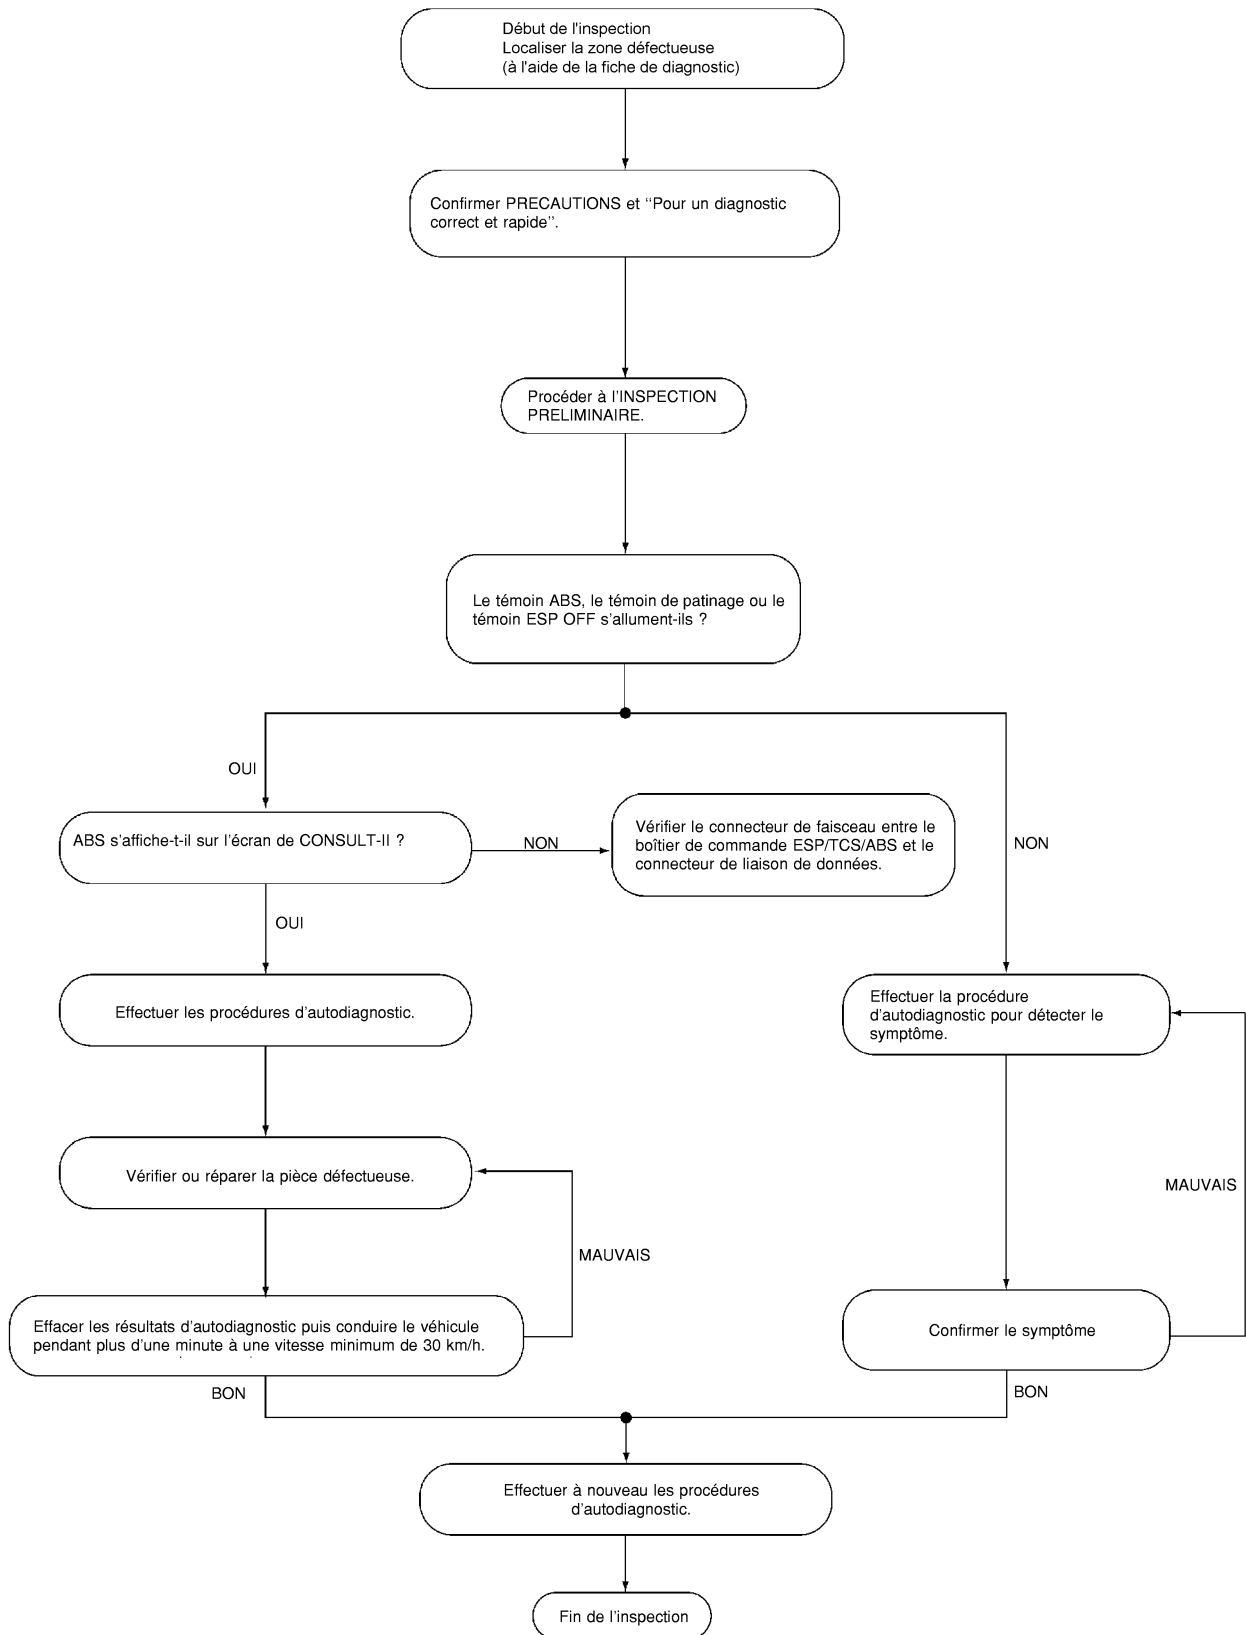 Début de l'inspection
Localiser la zone défectueuse
(à l'aide de la fiche de diagnostic)
Confirmer PRECAUTIONS et “Pour un diagnostic
correct et rapide”.
Procéder à l’INSPECTION
PRELIMINAIRE.
Le témoin ABS, le témoin de patinage ou le
témoin ESP OFF s’allument-ils ?
OUI
ABS s’affiche-t-il sur l’écran de CONSULT-II ?
NON
Vérifier le connecteur de faisceau entre le
boîtier de commande ESP/TCS/ABS et le
connecteur de liaison de données.
NON
OUI
Effectuer les procédures d’autodiagnostic.
Effectuer la procédure
d’autodiagnostic pour détecter le
symptôme.
Vérifier ou réparer la pièce défectueuse.
MAUVAIS
MAUVAIS
Effacer les résultats d’autodiagnostic puis conduire le véhicule
pendant plus d’une minute à une vitesse minimum de 30 km/h.
Confirmer le symptôme
BON
BON
Effectuer à nouveau les procédures
d’autodiagnostic.
Fin de l’inspection